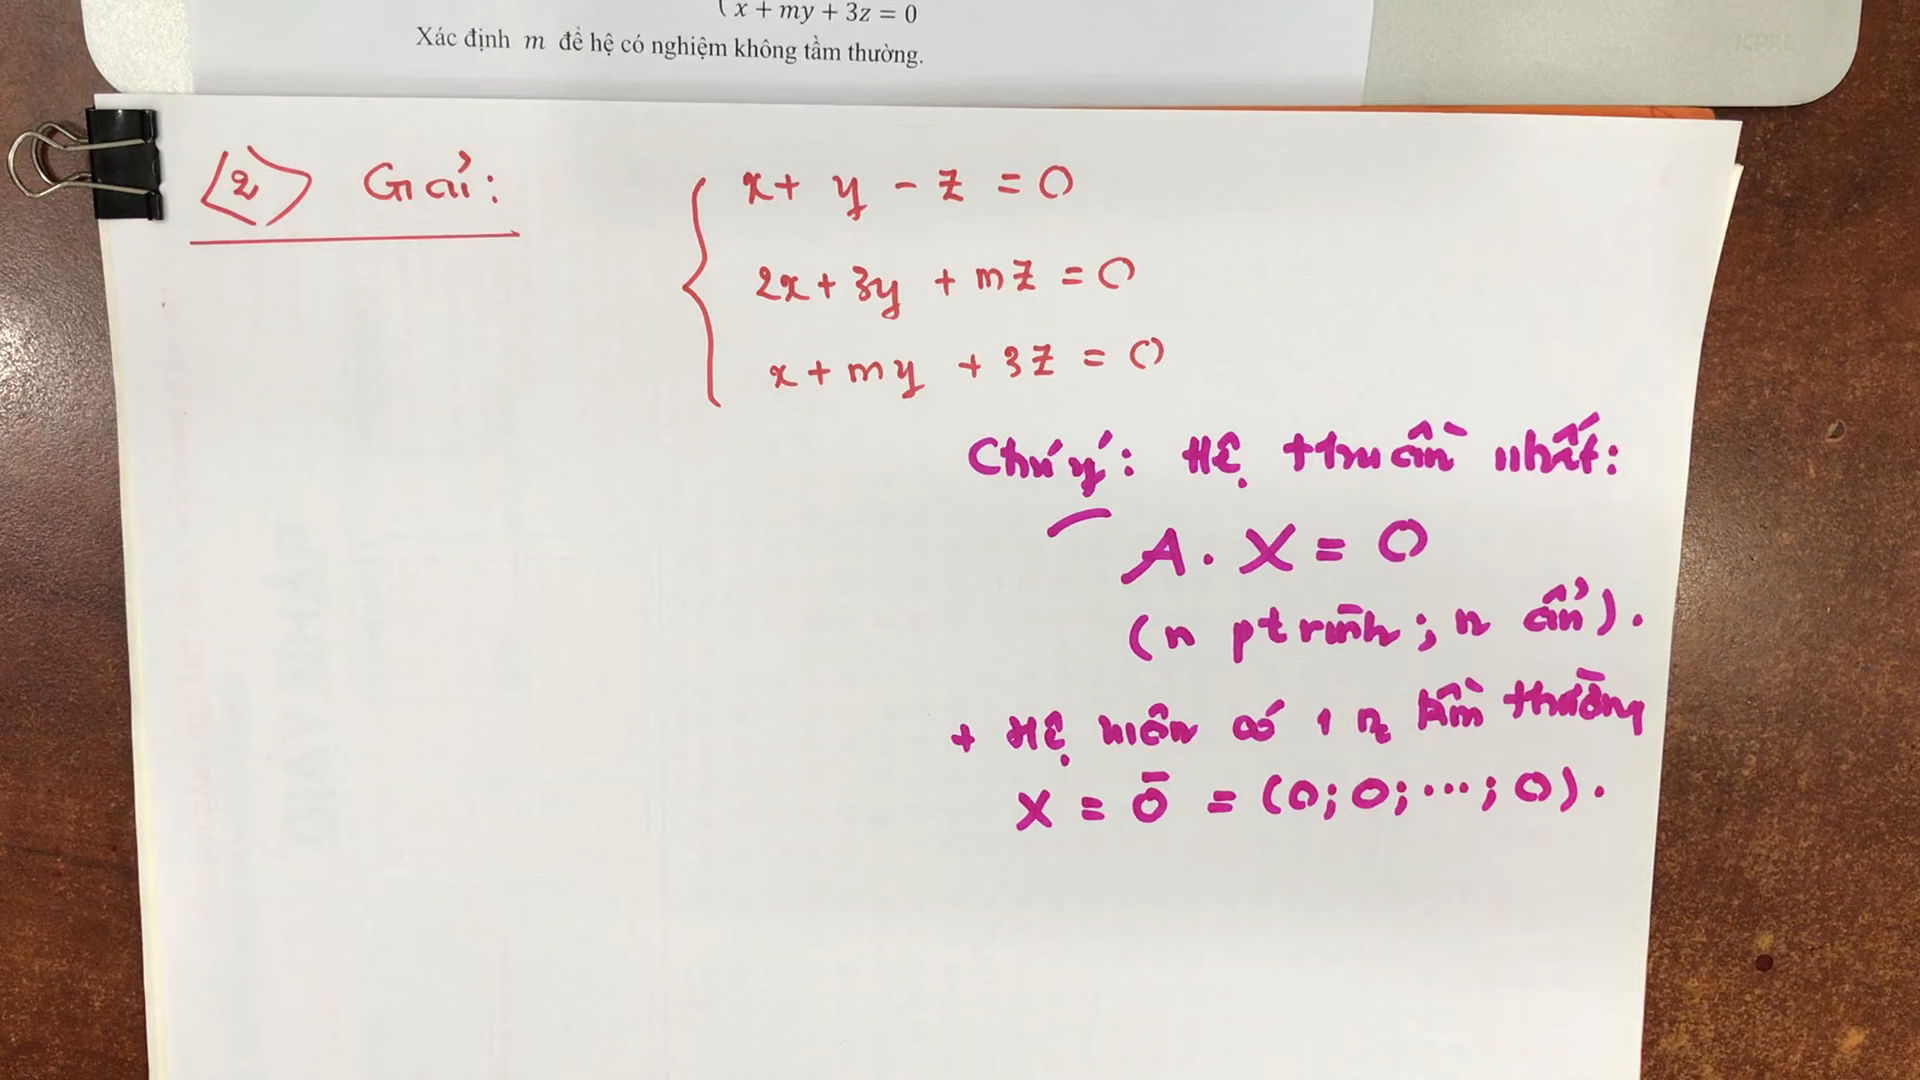 x + my + 3z = 0
Xác định m để hệ có nghiệm không tầm thường.
2 Giải:
x + y - z = 0
2x + 3y + mz = 0
x + my + 3z = 0
Chú ý: Hệ thuần nhất:
A . X = 0
(n ptrình; n ẩn).
+ Hệ luôn có 1 n tầm thường
X = ō = (0; 0; ...; 0).